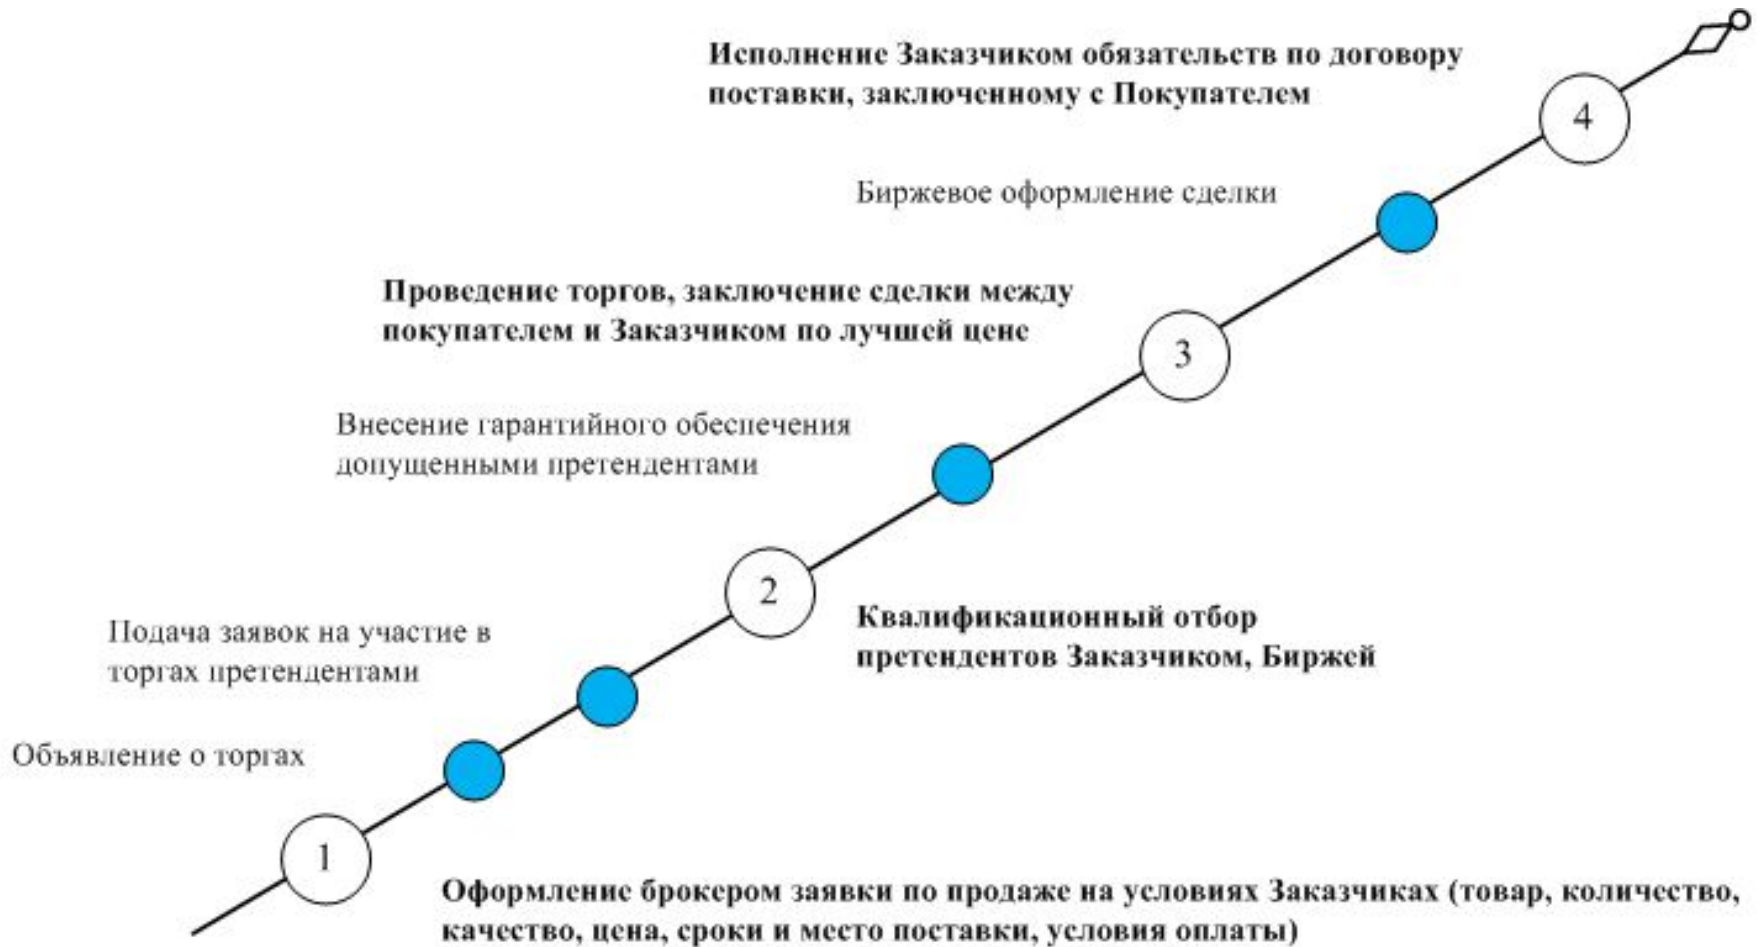 Исполнение Заказчиком обязательств по договору
поставки, заключенному с Покупателем
4
Биржевое оформление сделки
Проведение торгов, заключение сделки между
покупателем и Заказчиком по лучшей цене
3
Внесение гарантийного обеспечения
допущенными претендентами
2
Квалификационный отбор
претендентов Заказчиком, Биржей
Подача заявок на участие в
торгах претендентами
Объявление о торгах
1
Оформление брокером заявки по продаже на условиях Заказчиках (товар, количество,
качество, цена, сроки и место поставки, условия оплаты)